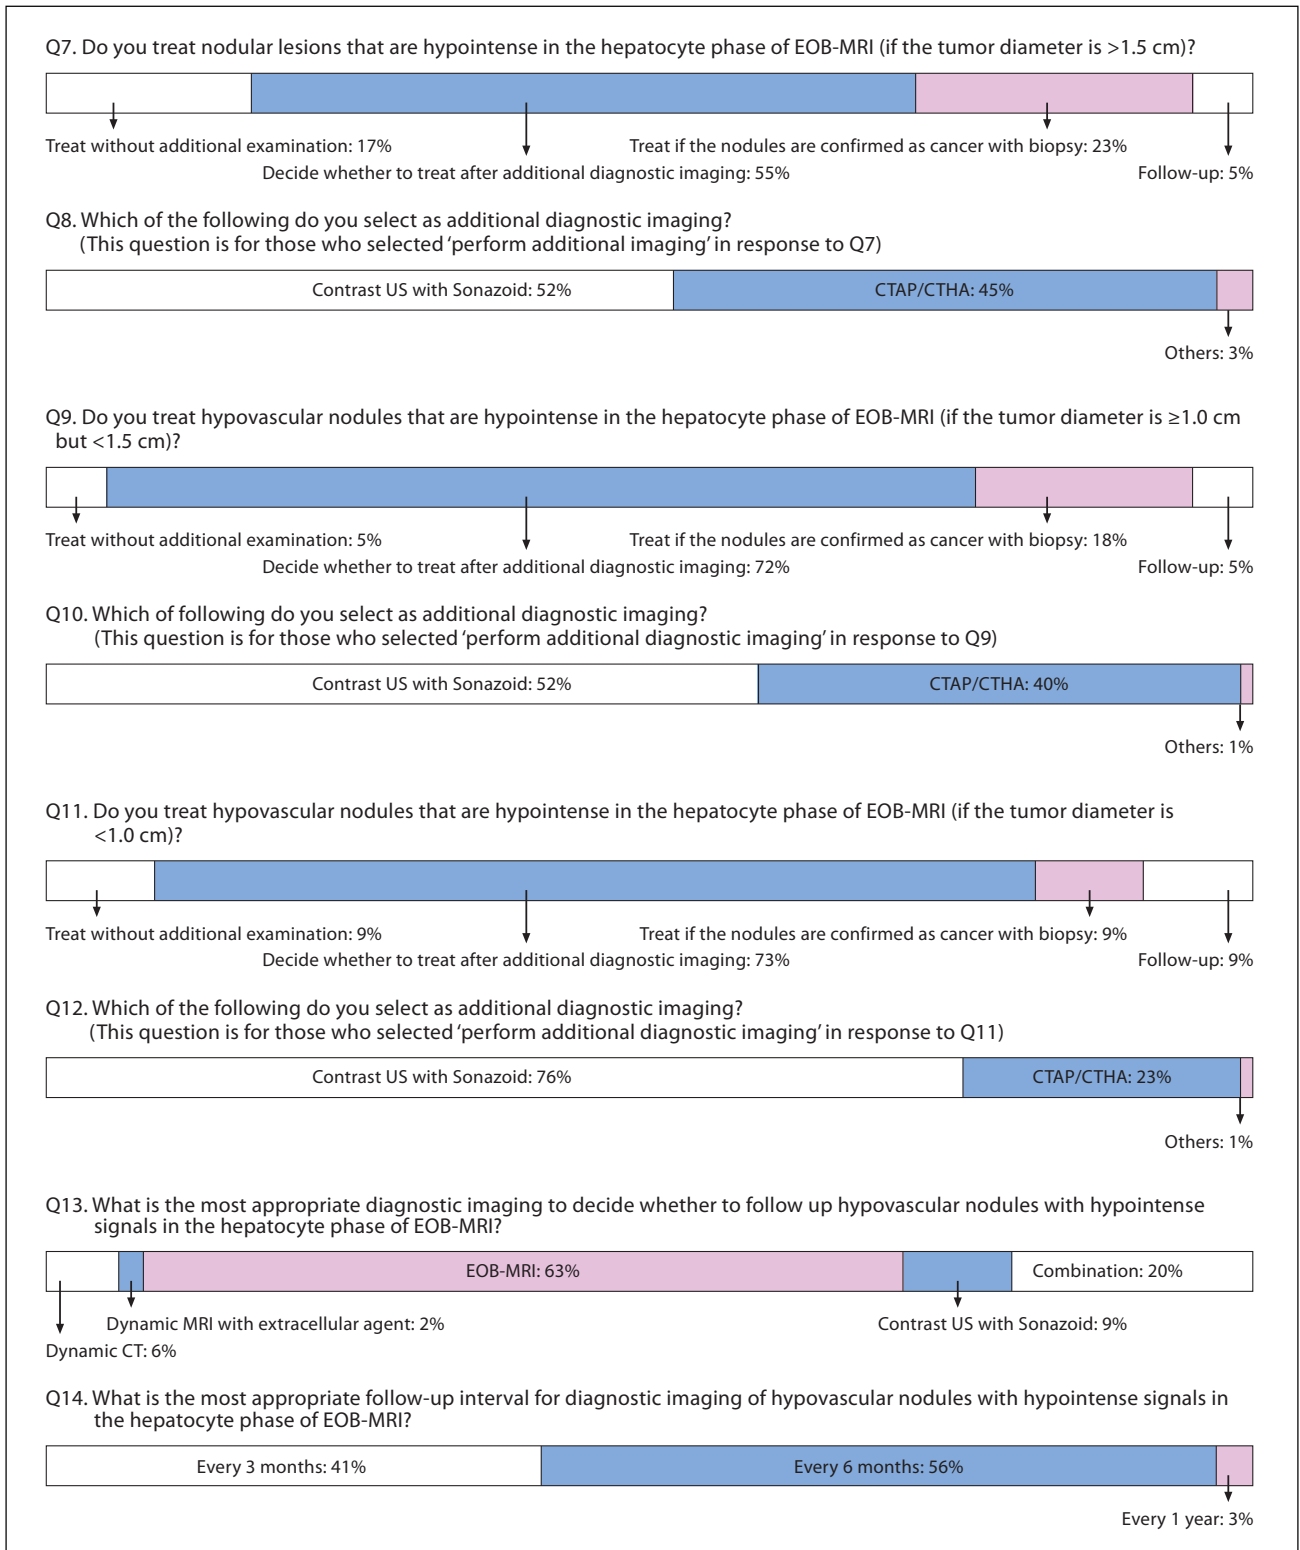 Q7. Do you treat nodular lesions that are hypointense in the hepatocyte phase of EOB-MRI (if the tumor diameter is >1.5 cm)?
Treat without additional examination: 17%
Treat if the nodules are confirmed as cancer with biopsy: 23%
Decide whether to treat after additional diagnostic imaging: 55%
Follow-up: 5%
Q8. Which of the following do you select as additional diagnostic imaging?
(This question is for those who selected ‘perform additional imaging’ in response to Q7)
Contrast US with Sonazoid: 52%
CTAP/CTHA: 45%
Others: 3%
Q9. Do you treat hypovascular nodules that are hypointense in the hepatocyte phase of EOB-MRI (if the tumor diameter is ≥1.0 cm
but <1.5 cm)?
Treat without additional examination: 5%
Treat if the nodules are confirmed as cancer with biopsy: 18%
Decide whether to treat after additional diagnostic imaging: 72%
Follow-up: 5%
Q10. Which of following do you select as additional diagnostic imaging?
(This question is for those who selected ‘perform additional diagnostic imaging’ in response to Q9)
Contrast US with Sonazoid: 52%
CTAP/CTHA: 40%
Others: 1%
Q11. Do you treat hypovascular nodules that are hypointense in the hepatocyte phase of EOB-MRI (if the tumor diameter is
<1.0 cm)?
Treat without additional examination: 9%
Treat if the nodules are confirmed as cancer with biopsy: 9%
Decide whether to treat after additional diagnostic imaging: 73%
Follow-up: 9%
Q12. Which of the following do you select as additional diagnostic imaging?
(This question is for those who selected ‘perform additional diagnostic imaging’ in response to Q11)
Contrast US with Sonazoid: 76%
CTAP/CTHA: 23%
Others: 1%
Q13. What is the most appropriate diagnostic imaging to decide whether to follow up hypovascular nodules with hypointense
signals in the hepatocyte phase of EOB-MRI?
EOB-MRI: 63%
Combination: 20%
Dynamic MRI with extracellular agent: 2%
Contrast US with Sonazoid: 9%
Dynamic CT: 6%
Q14. What is the most appropriate follow-up interval for diagnostic imaging of hypovascular nodules with hypointense signals in
the hepatocyte phase of EOB-MRI?
Every 3 months: 41%
Every 6 months: 56%
Every 1 year: 3%